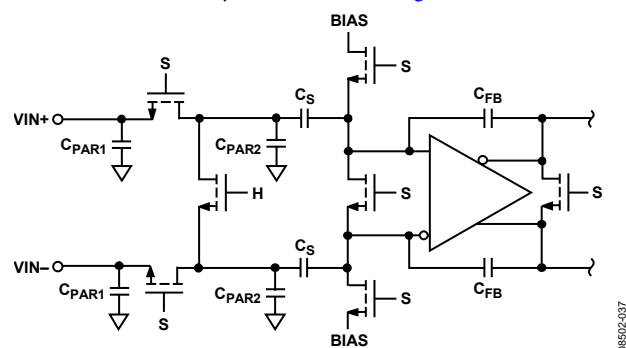 BIAS
S
S
CS
CFB
VIN+
CPAR1
CPAR2
H
S
S
CS
VIN–
CPAR1
CPAR2
S
CFB
S
BIAS
08502-037